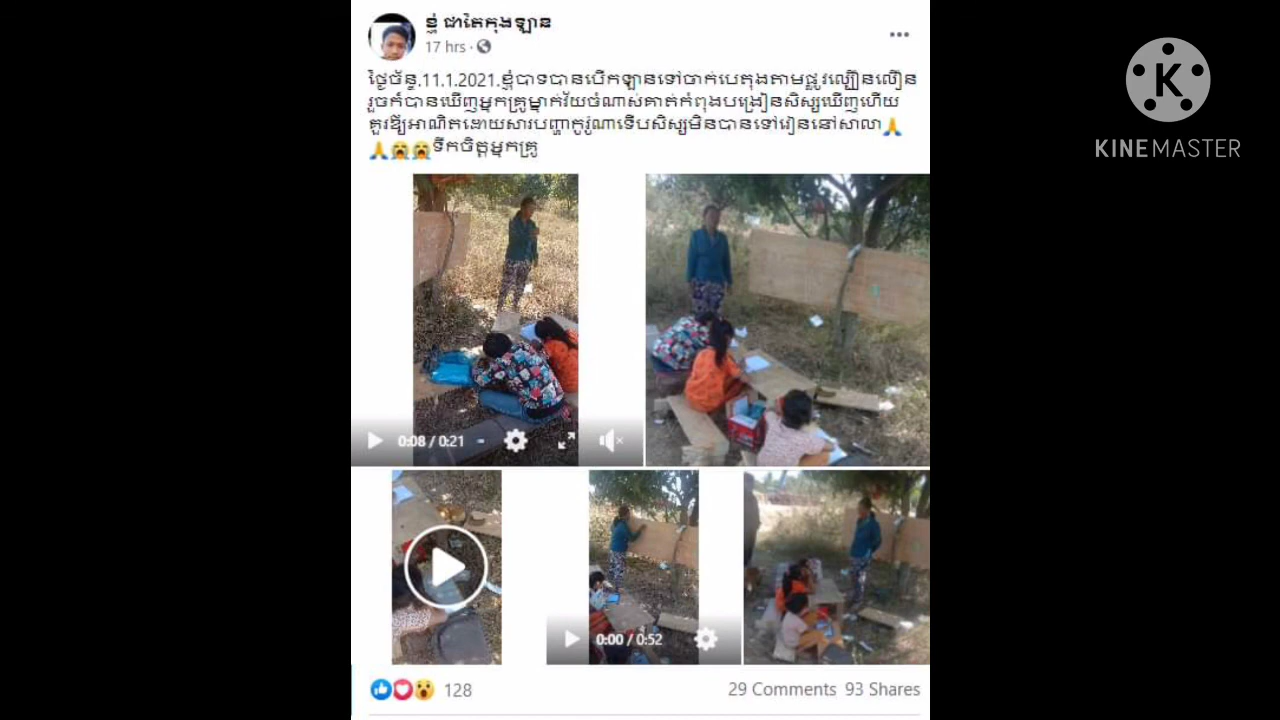 ខ្ញុំ ជាតៃកុងឡាន
17 hrs ·
ថ្ងៃច័ន្ទ.11.1.2021.ខ្ញុំបាទបានបើកឡានទៅចាក់បេតុងតាមផ្លូវល្បឿនលឿន
រួចក៏បានឃើញអ្នកគ្រូម្នាក់វ័យចំណាស់គាត់កំពុងបង្រៀនសិស្សឃើញហើយ
គួរឱ្យអាណិតដោយសារបញ្ហាកូវូណាទើបសិស្សមិនបានទៅរៀននៅសាលា🙏
🙏😭😭ទឹកចិត្តអ្នកគ្រូ
KINEMASTER
0:08 / 0:21
0:00 / 0:52
128
29 Comments 93 Shares